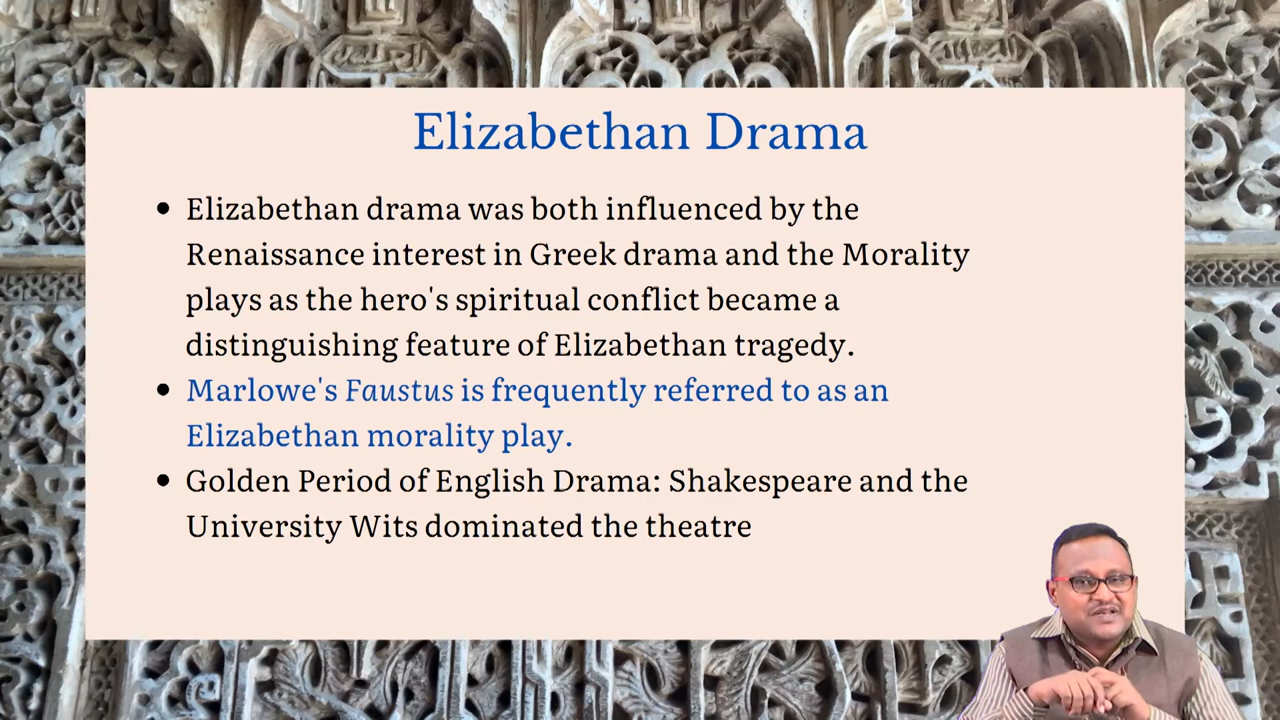 Elizabethan Drama
• Elizabethan drama was both influenced by the
Renaissance interest in Greek drama and the Morality
plays as the hero's spiritual conflict became a
distinguishing feature of Elizabethan tragedy.
• Marlowe's Faustus is frequently referred to as an
Elizabethan morality play.
• Golden Period of English Drama: Shakespeare and the
University Wits dominated the theatre